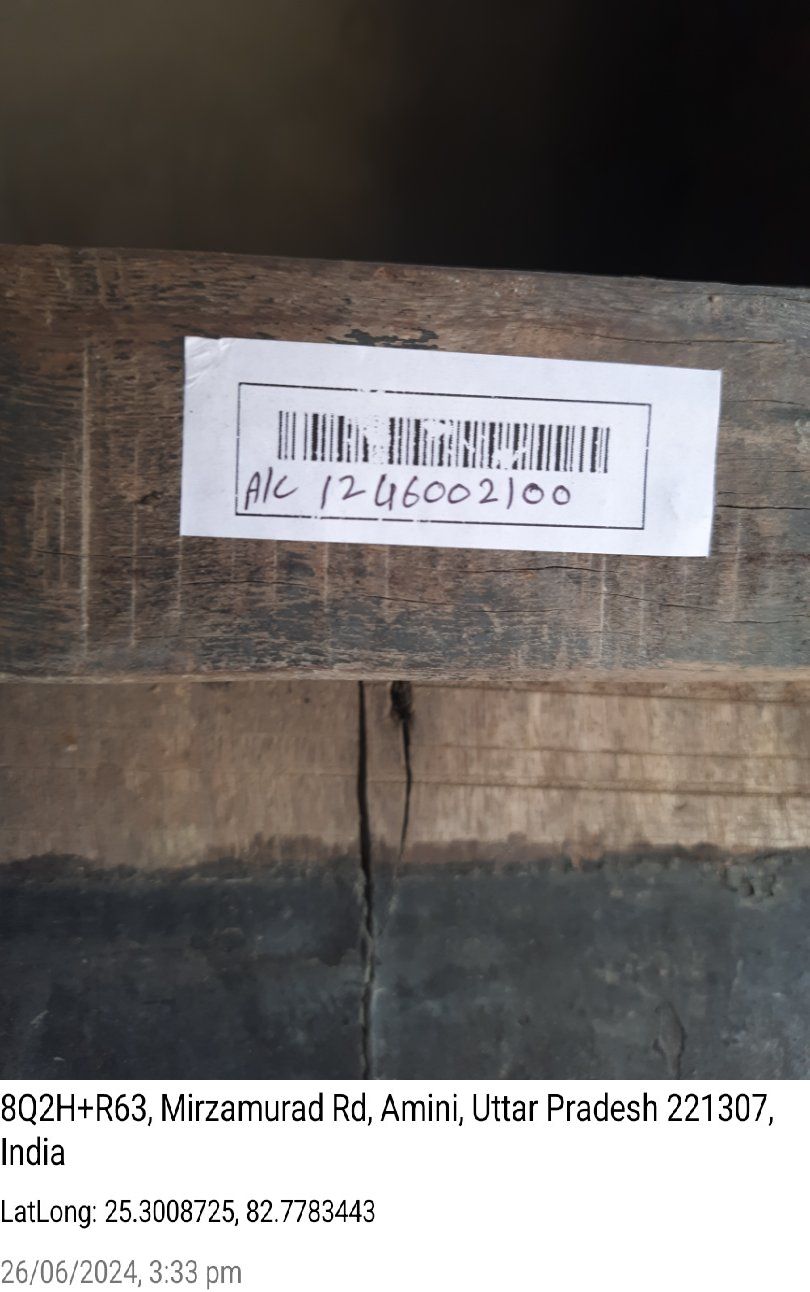 A/C 1246002100
8Q2H+R63, Mirzamurad Rd, Amini, Uttar Pradesh 221307,
India
LatLong: 25.3008725, 82.7783443
26/06/2024, 3:33 pm